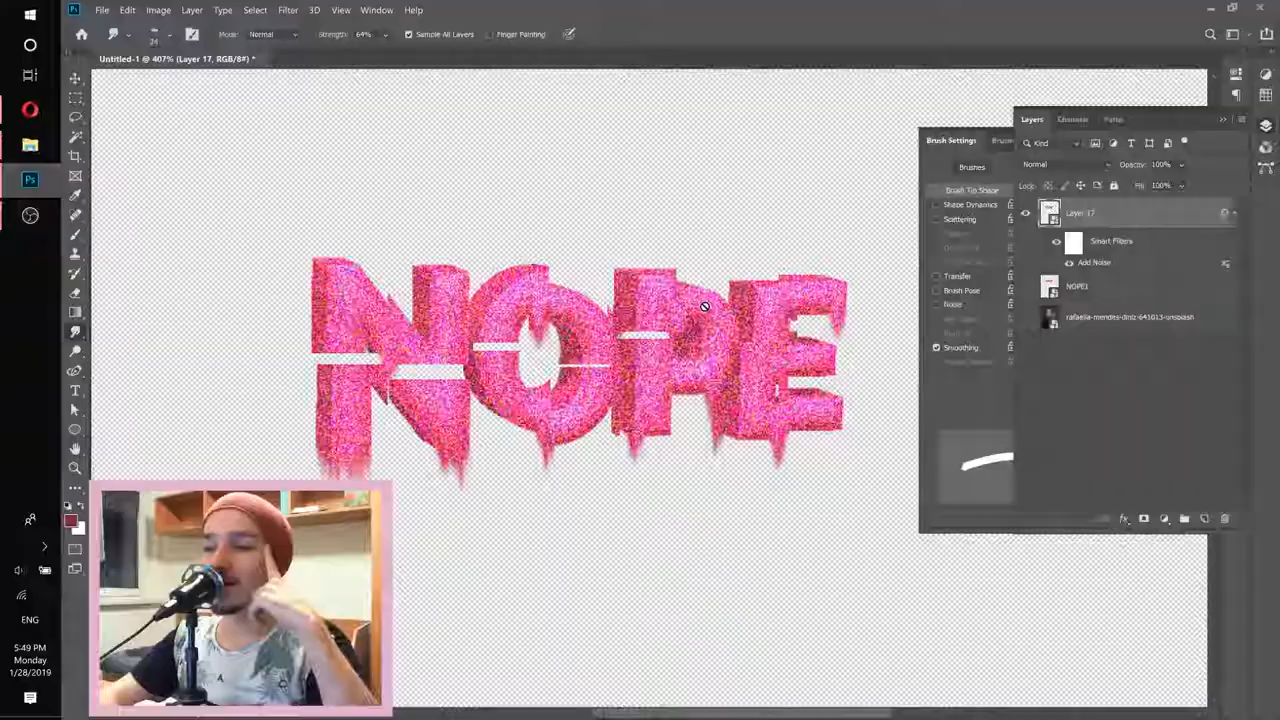 Ps File Edit Image Layer Type Select Filter 3D View Window Help
Mode: Normal Strength: 64% Sample All Layers Finger Painting
Untitled-1 @ 407% (Layer 17, RGB/8#) *
NOPE
Brush Settings
Brushes
Brush Tip Shape
Shape Dynamics
Scattering
Transfer
Brush Pose
Noise
Smoothing
Layers Channels Paths
Kind
Normal Opacity: 100%
Lock: Fill: 100%
Layer 17
Smart Filters
Add Noise
NOPE1
rafaella-mendes-diniz-641013-unsplash
Ps
ENG
5:49 PM
Monday
1/28/2019